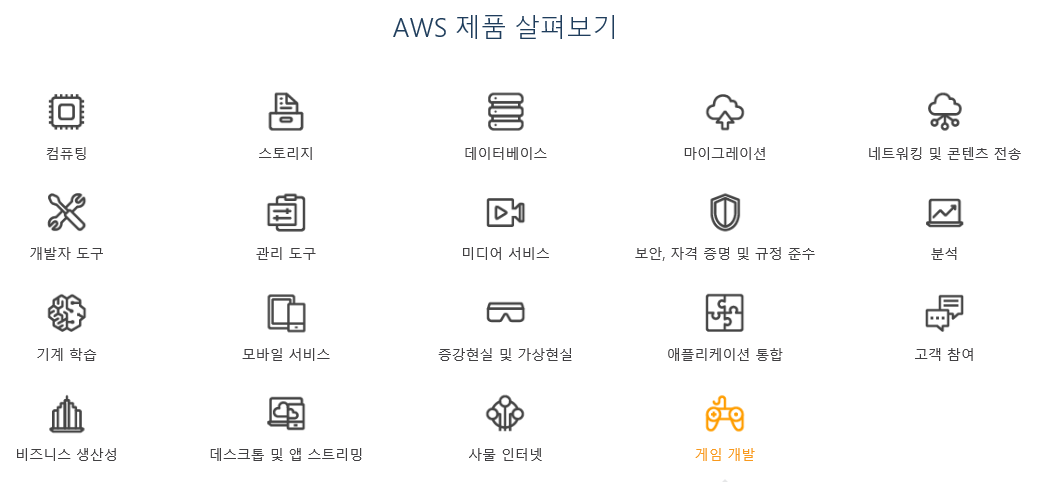 AWS 제품 살펴보기
컴퓨팅
스토리지
데이터베이스
마이그레이션
네트워킹 및 콘텐츠 전송
개발자 도구
관리 도구
미디어 서비스
보안, 자격 증명 및 규정 준수
분석
기계 학습
모바일 서비스
증강현실 및 가상현실
애플리케이션 통합
고객 참여
비즈니스 생산성
데스크톱 및 앱 스트리밍
사물 인터넷
게임 개발